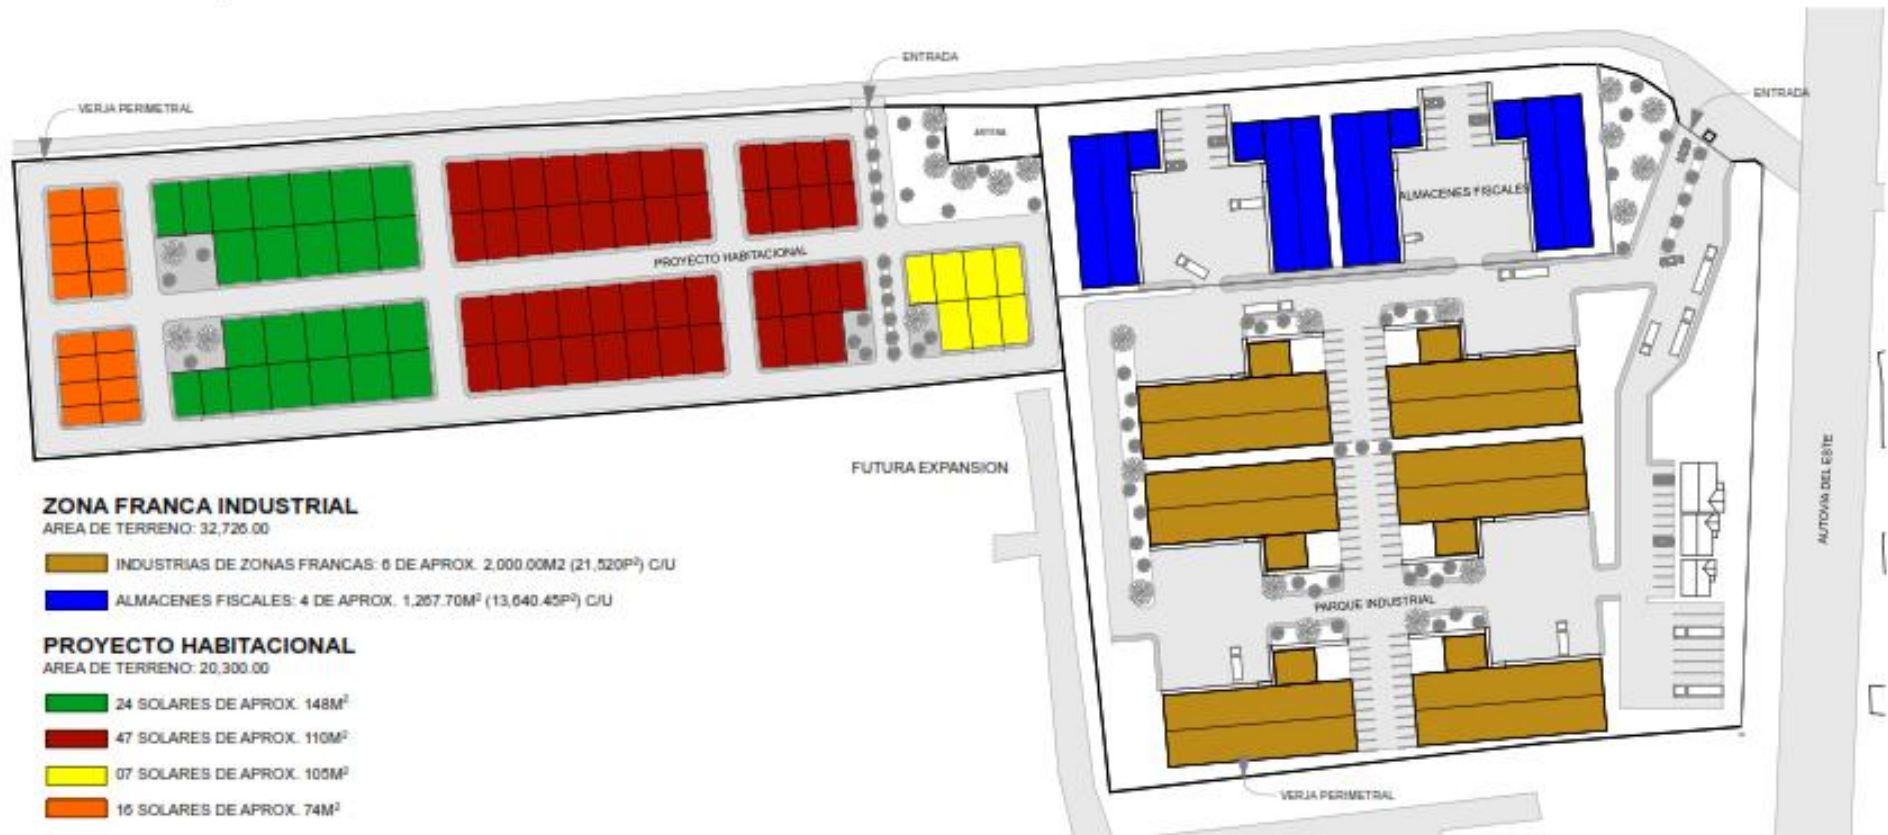 ENTRADA
VERJA PERIMETRAL
ENTRADA
ALMACENES FISCALES
PROYECTO HABITACIONAL
FUTURA EXPANSION
AUTOVIA DEL ESTE
PARQUE INDUSTRIAL
VERJA PERIMETRAL
ZONA FRANCA INDUSTRIAL
AREA DE TERRENO: 32,726.00
INDUSTRIAS DE ZONAS FRANCAS: 6 DE APROX. 2,000.00M2 (21,520P²) C/U
ALMACENES FISCALES: 4 DE APROX. 1,267.70M² (13,640.45P²) C/U
PROYECTO HABITACIONAL
AREA DE TERRENO: 20,300.00
24 SOLARES DE APROX. 148M²
47 SOLARES DE APROX. 110M²
07 SOLARES DE APROX. 105M²
16 SOLARES DE APROX. 74M²